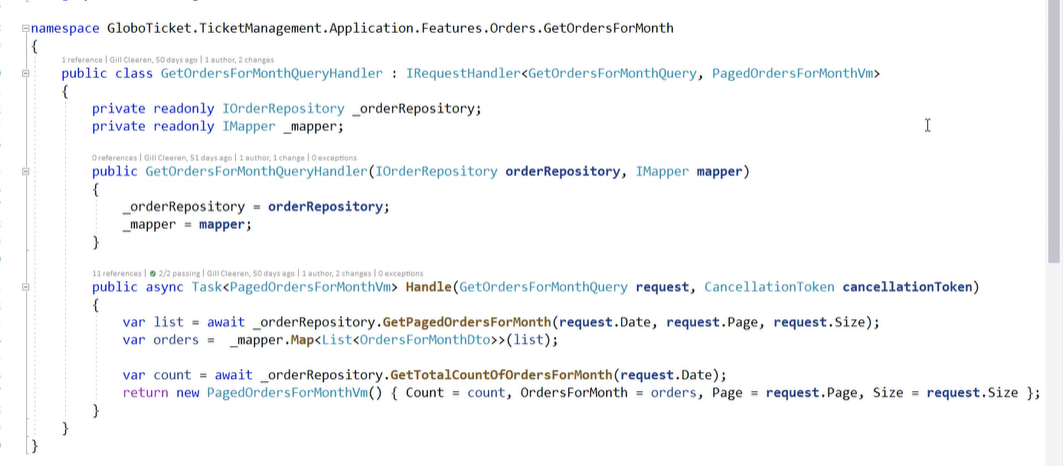 namespace GloboTicket.TicketManagement.Application.Features.Orders.GetOrdersForMonth
{
1 reference | Gill Cleeren, 50 days ago | 1 author, 2 changes
public class GetOrdersForMonthQueryHandler : IRequestHandler<GetOrdersForMonthQuery, PagedOrdersForMonthVm>
{
private readonly IOrderRepository _orderRepository;
private readonly IMapper _mapper;
0 references | Gill Cleeren, 51 days ago | 1 author, 1 change | 0 exceptions
public GetOrdersForMonthQueryHandler(IOrderRepository orderRepository, IMapper mapper)
{
_orderRepository = orderRepository;
_mapper = mapper;
}
11 references | 2/2 passing | Gill Cleeren, 50 days ago | 1 author, 2 changes | 0 exceptions
public async Task<PagedOrdersForMonthVm> Handle(GetOrdersForMonthQuery request, CancellationToken cancellationToken)
{
var list = await _orderRepository.GetPagedOrdersForMonth(request.Date, request.Page, request.Size);
var orders = _mapper.Map<List<OrdersForMonthDto>>(list);
var count = await _orderRepository.GetTotalCountOfOrdersForMonth(request.Date);
return new PagedOrdersForMonthVm() { Count = count, OrdersForMonth = orders, Page = request.Page, Size = request.Size };
}
}
}